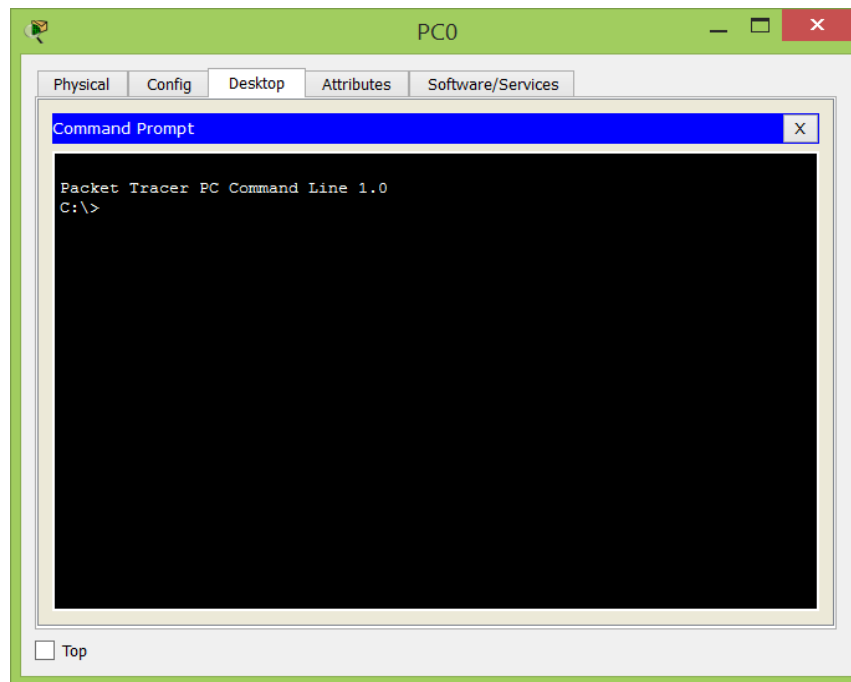 PC0
Physical Config Desktop Attributes Software/Services
Command Prompt X
Packet Tracer PC Command Line 1.0
C:\>
Top